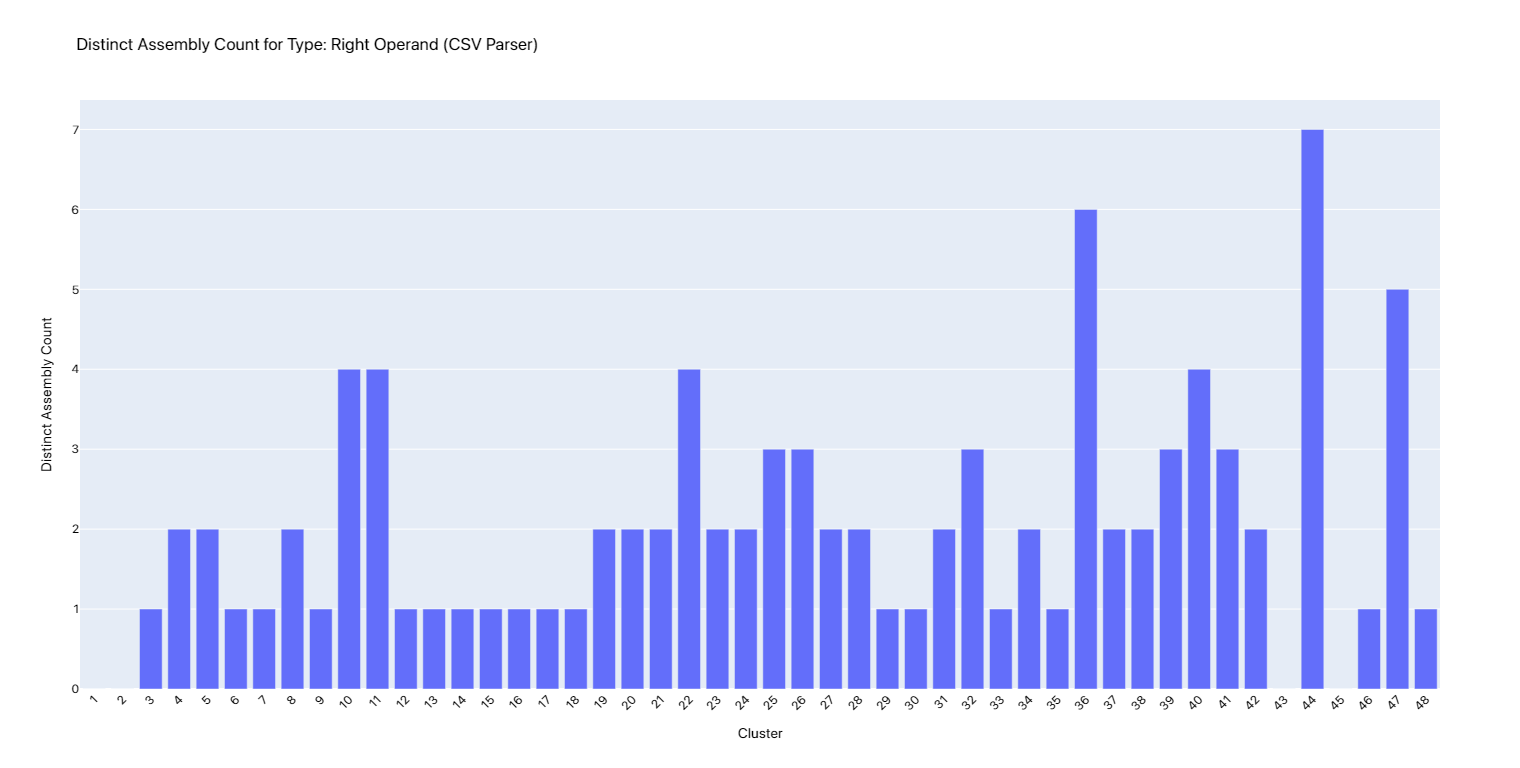 Distinct Assembly Count for Type: Right Operand (CSV Parser)
Distinct Assembly Count
7
6
5
4
3
2
1
0
1 2 3 4 5 6 7 8 9 10 11 12 13 14 15 16 17 18 19 20 21 22 23 24 25 26 27 28 29 30 31 32 33 34 35 36 37 38 39 40 41 42 43 44 45 46 47 48
Cluster